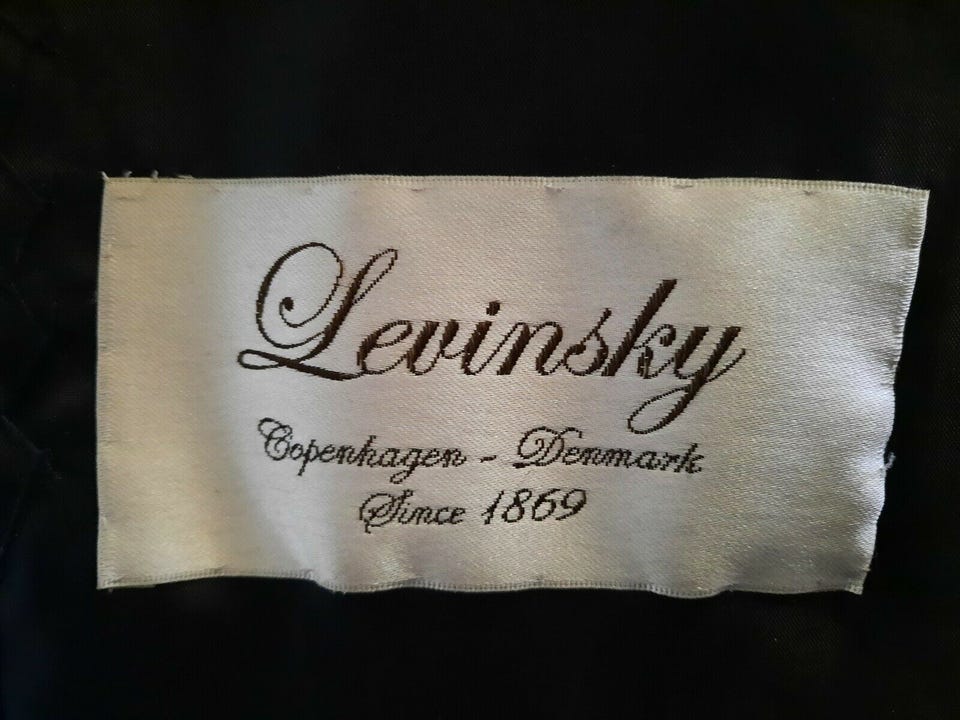 Levinsky
Copenhagen - Denmark
Since 1869